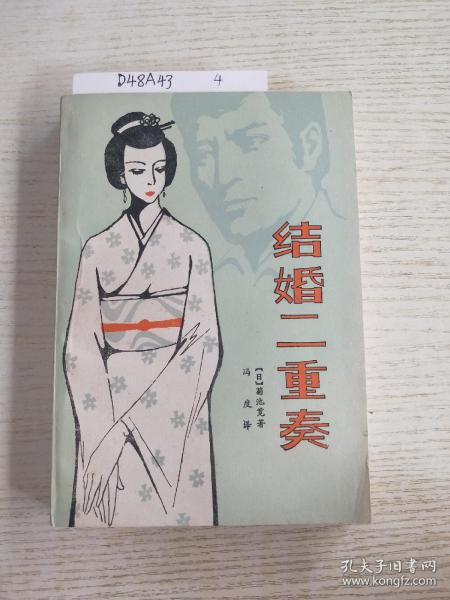 D48A43 4
结婚二重奏
[日]菊池宽著
冯度译
孔夫子旧书网
www.kongfz.com